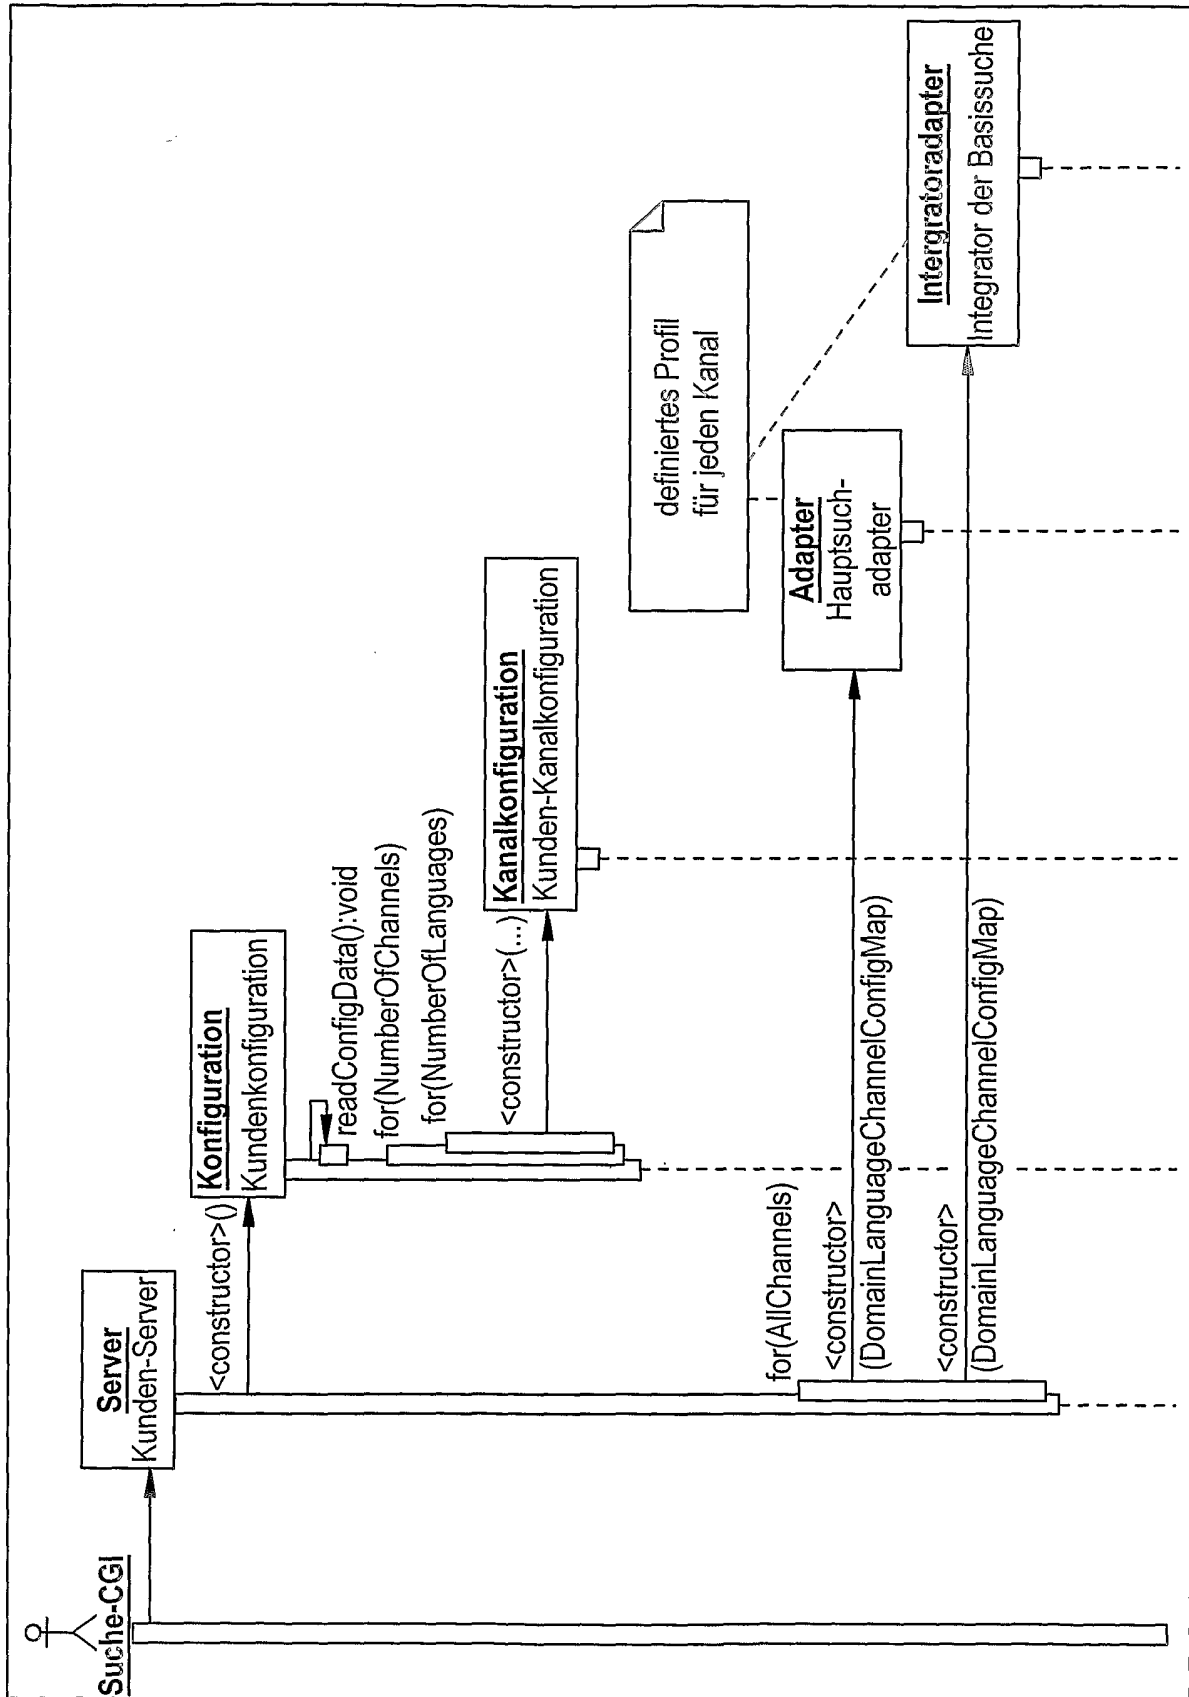 Suche-CGI
Server
Kunden-Server
<constructor>()
Konfiguration
Kundenkonfiguration
readConfigData():void
for(NumberOfChannels)
for(NumberOfLanguages)
<constructor>(...)
Kanalkonfiguration
Kunden-Kanalkonfiguration
definiertes Profil
für jeden Kanal
for(AllChannels)
<constructor>
(DomainLanguageChannelConfigMap)
Adapter
Hauptsuch-
adapter
<constructor>
(DomainLanguageChannelConfigMap)
Intergratoradapter
Integrator der Basissuche